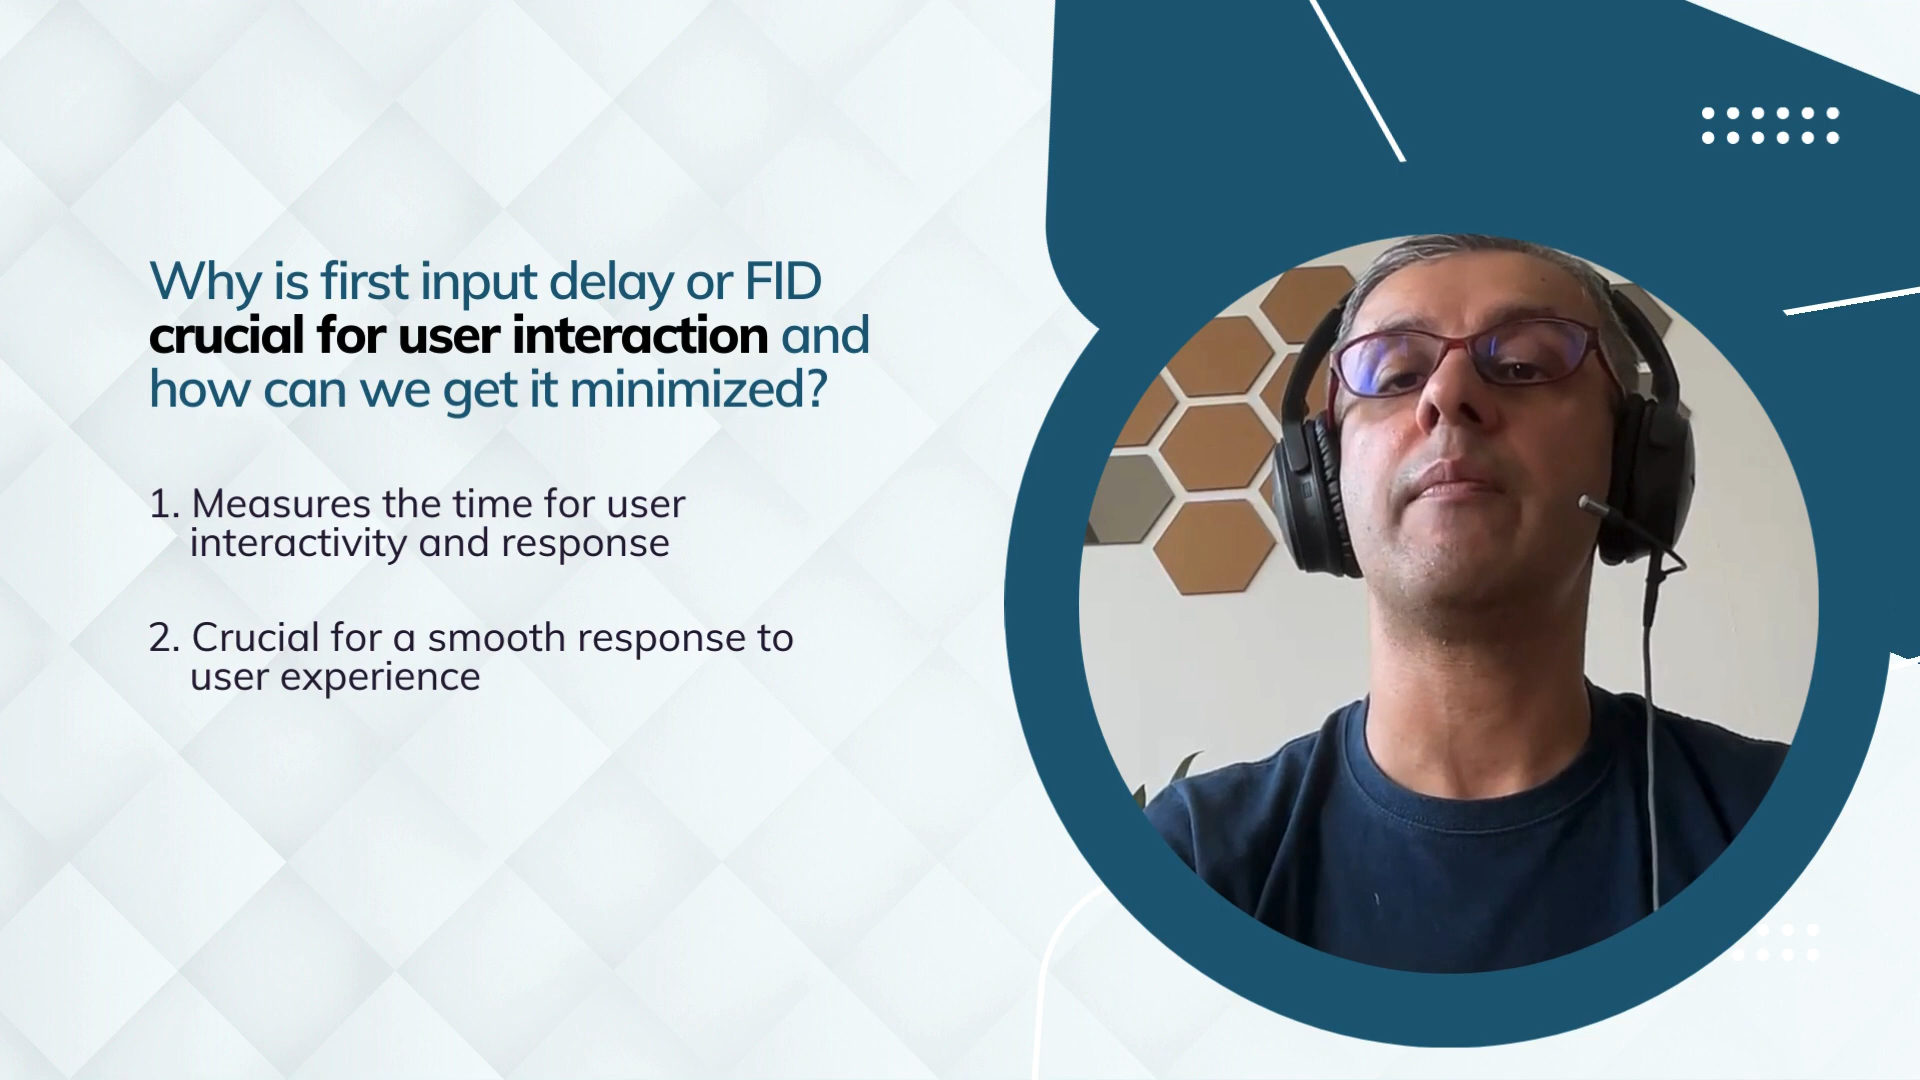 Why is first input delay or FID
crucial for user interaction and
how can we get it minimized?
1. Measures the time for user
interactivity and response
2. Crucial for a smooth response to
user experience